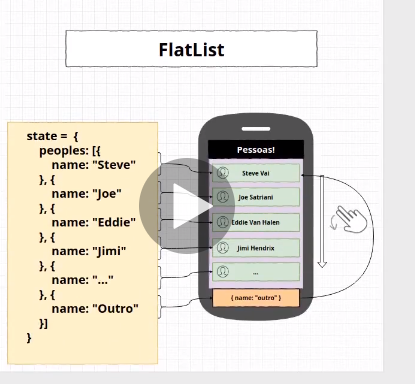 FlatList
state = {
peoples: [{
name: "Steve"
}, {
name: "Joe"
}, {
name: "Eddie"
}, {
name: "Jimi"
}, {
name: "..."
}, {
name: "Outro"
}]
}
Pessoas!
Steve Vai
Joe Satriani
Eddie Van Halen
Jimi Hendrix
...
{ name: "outro" }